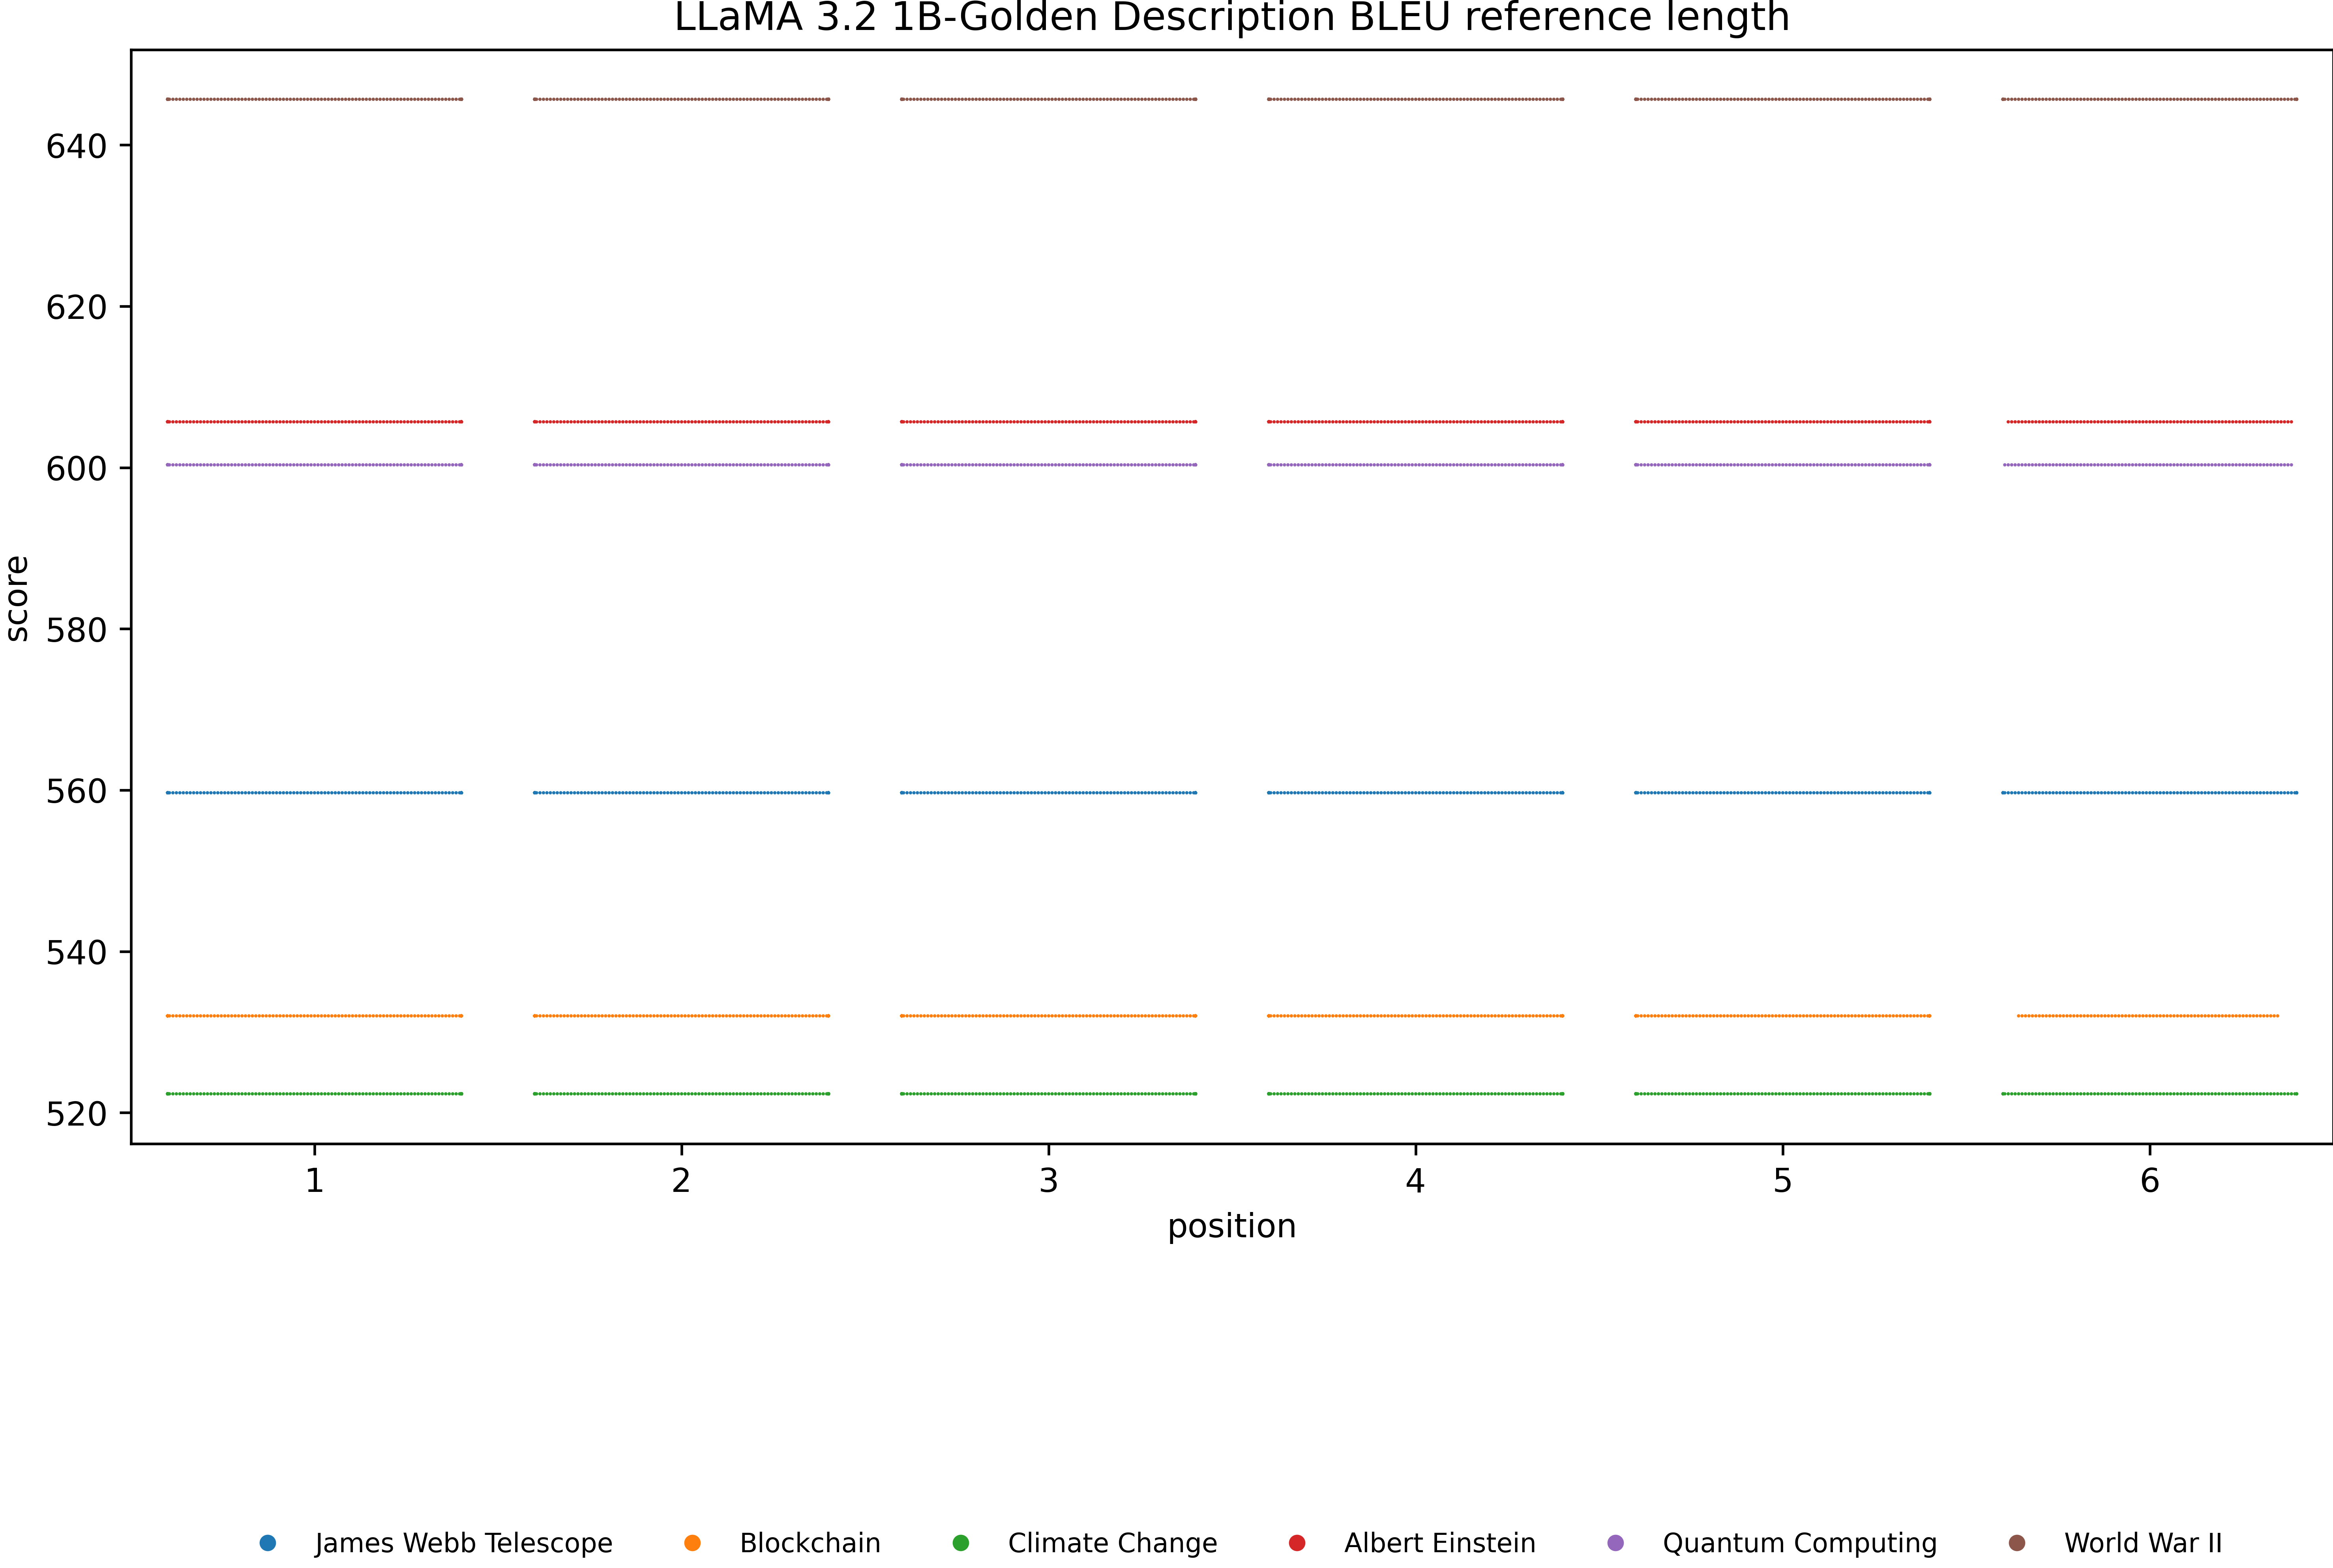 LLaMA 3.2 1B-Golden Description BLEU reference length
score
640
620
600
580
560
540
520
1 2 3 4 5 6
position
James Webb Telescope Blockchain Climate Change Albert Einstein Quantum Computing World War II